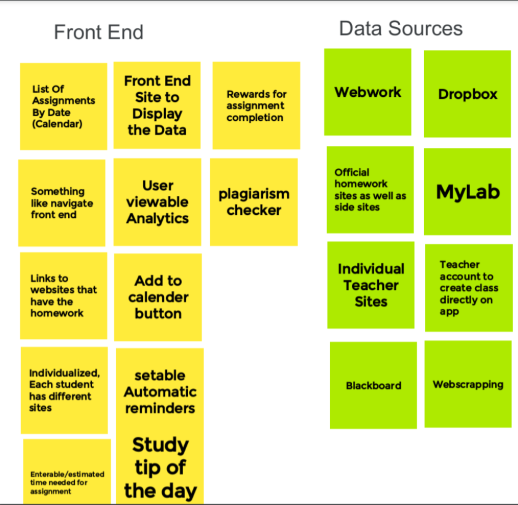 Front End
Data Sources
List Of
Assignments
By Date
(Calendar)
Front End
Site to
Display
the Data
Rewards for
assignment
completion
Something
like navigate
front end
User
viewable
Analytics
plagiarism
checker
Links to
websites that
have the
homework
Add to
calender
button
Individualized,
Each student
has different
sites
setable
Automatic
reminders
Enterable/estimated
time needed for
assignment
Study
tip of
the day
Webwork
Dropbox
Official
homework
sites as well as
side sites
MyLab
Individual
Teacher
Sites
Teacher
account to
create class
directly on
app
Blackboard
Webscrapping